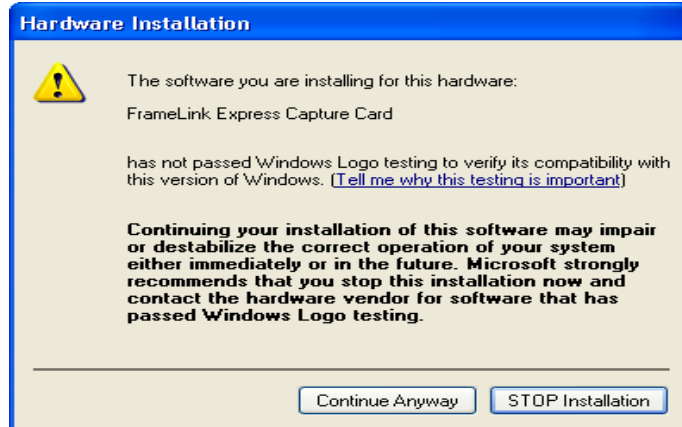 Hardware Installation
The software you are installing for this hardware:
FrameLink Express Capture Card
has not passed Windows Logo testing to verify its compatibility with
this version of Windows. (Tell me why this testing is important)
Continuing your installation of this software may impair
or destabilize the correct operation of your system
either immediately or in the future. Microsoft strongly
recommends that you stop this installation now and
contact the hardware vendor for software that has
passed Windows Logo testing.
Continue Anyway STOP Installation